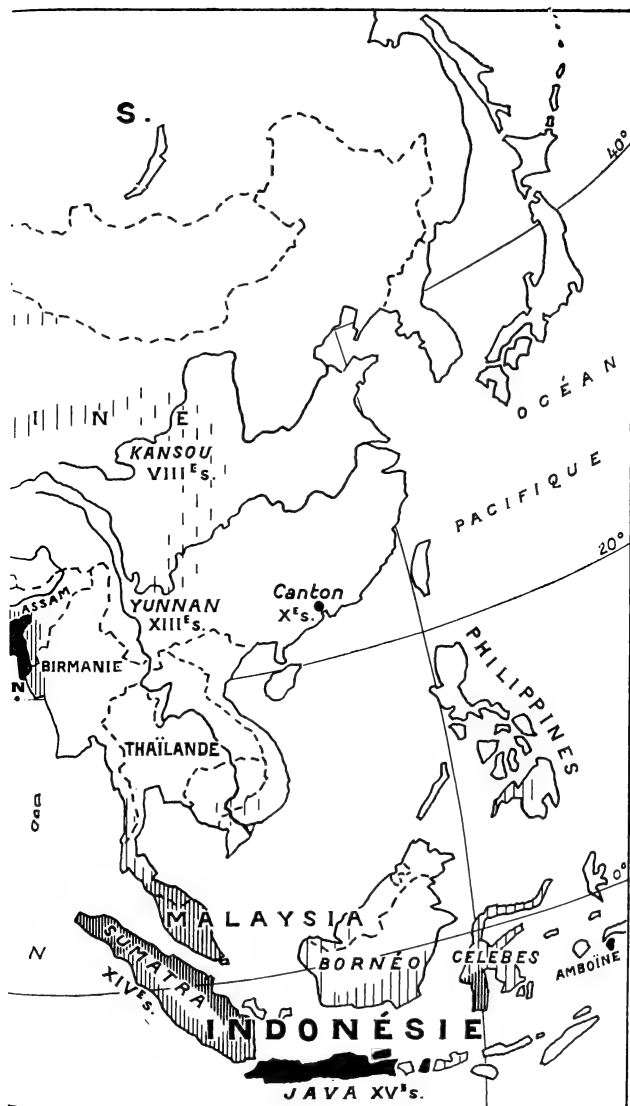 S.
40°
OCÉAN
I N E
KANSOU
VIIIᴱs.
PACIFIQUE
20°
ASSAM
YUNNAN
XIIIᴱs.
Canton
Xᴱs.
BIRMANIE
N.
PHILIPPINES
THAÏLANDE
0°
MALAYSIA
N
SUMATRA
XIVᴱs.
BORNÉO
CELEBES
AMBOÏNE
INDONÉSIE
JAVA XVᴱs.